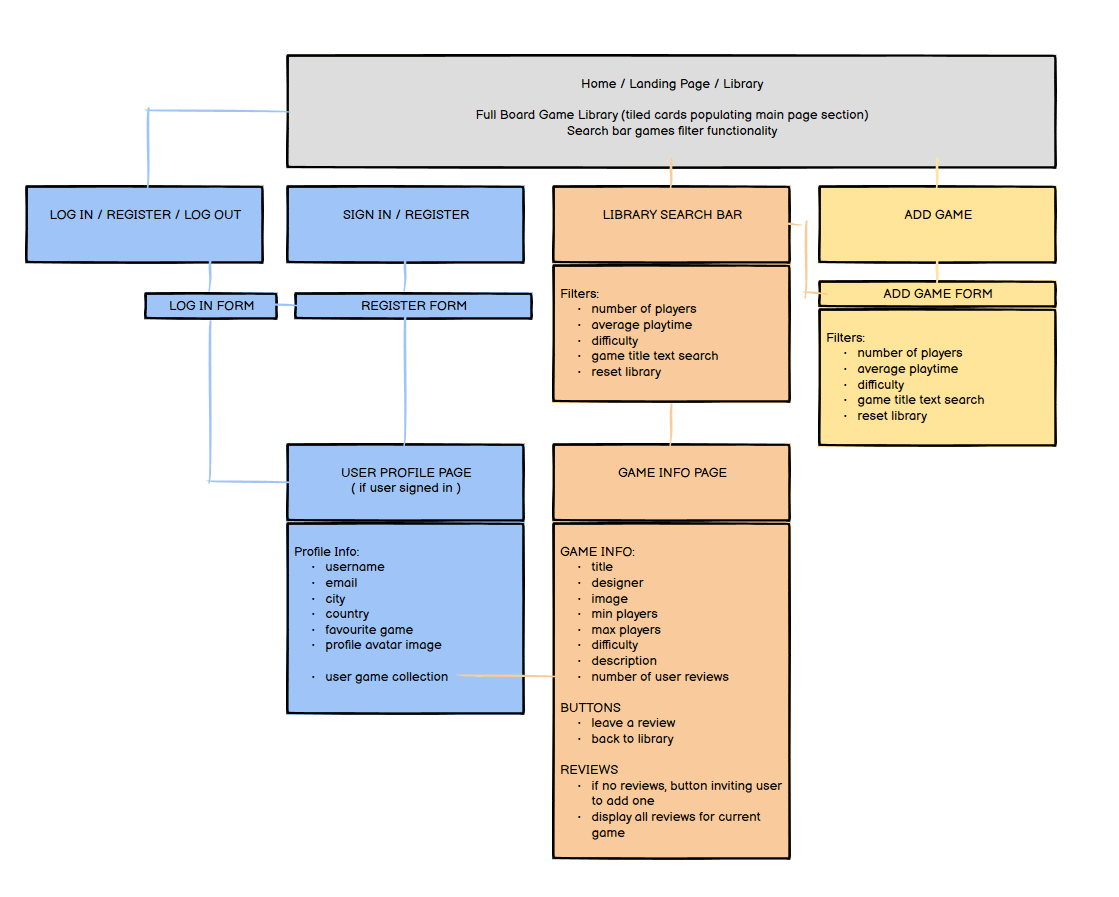 Home / Landing Page / Library
Full Board Game Library (tiled cards populating main page section)
Search bar games filter functionality
LOG IN / REGISTER / LOG OUT
SIGN IN / REGISTER
LIBRARY SEARCH BAR
ADD GAME
LOG IN FORM
REGISTER FORM
Filters:
· number of players
· average playtime
· difficulty
· game title text search
· reset library
ADD GAME FORM
Filters:
· number of players
· average playtime
· difficulty
· game title text search
· reset library
USER PROFILE PAGE
( if user signed in )
Profile Info:
· username
· email
· city
· country
· favourite game
· profile avatar image
· user game collection
GAME INFO PAGE
GAME INFO:
· title
· designer
· image
· min players
· max players
· difficulty
· description
· number of user reviews
BUTTONS
· leave a review
· back to library
REVIEWS
· if no reviews, button inviting user
to add one
· display all reviews for current
game